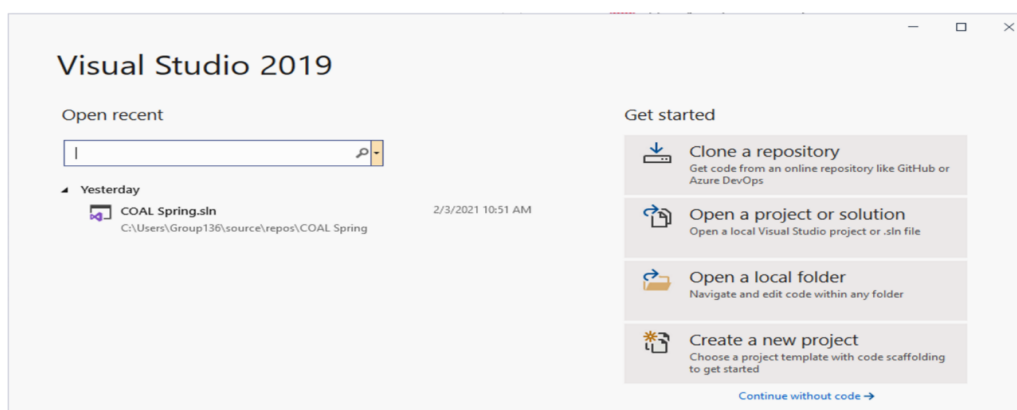 Visual Studio 2019
Open recent
Yesterday
COAL Spring.sln
2/3/2021 10:51 AM
C:\Users\Group136\source\repos\COAL Spring
Get started
Clone a repository
Get code from an online repository like GitHub or
Azure DevOps
Open a project or solution
Open a local Visual Studio project or .sln file
Open a local folder
Navigate and edit code within any folder
Create a new project
Choose a project template with code scaffolding
to get started
Continue without code →